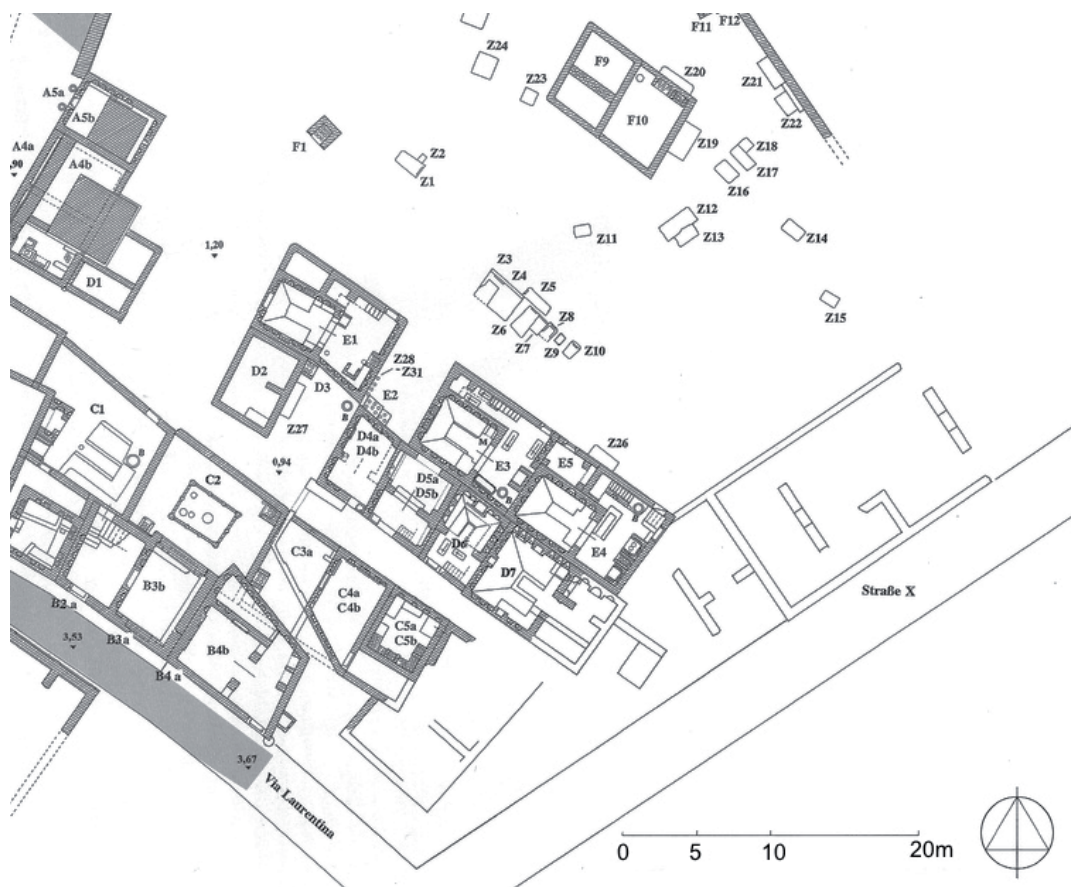 F11
F12
Z24
Z21
F9
Z20
A5a
Z23
Z22
A5b
F10
Z19
Z18
A4a
F1
Z2
Z17
,90
A4b
Z1
Z16
Z12
Z11
Z13
Z14
1,20
Z3
Z4
Z5
D1
Z8
Z15
Z6
Z7
Z9
Z10
E1
Z28
D2
D3
Z31
E2
C1
B
Z27
B
M
Z26
D4a
D4b
E3
E5
0,94
D5a
D5b
B
C2
D6
E4
C3a
D7
Straße X
B3b
C4a
C4b
B2 a
C5a
C5b
3,53
B3a
B4b
B4 a
3,67
Via Laurentina
0 5 10 20m